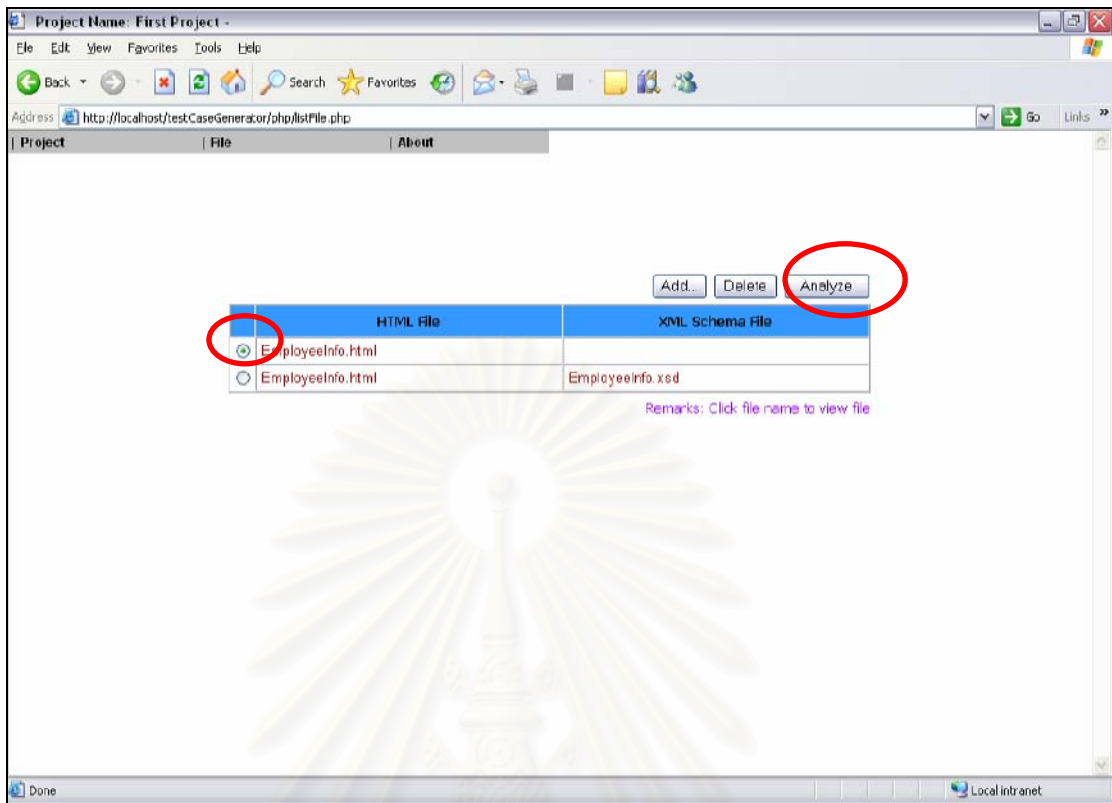 Project Name: First Project -
File Edit View Favorites Tools Help
Back Search Favorites
Address http://localhost/testCaseGenerator/php/listFile.php Go Links »
| Project | File | About
Add... Delete Analyze
HTML File XML Schema File
EmployeeInfo.html
EmployeeInfo.html EmployeeInfo.xsd
Remarks: Click file name to view file
Done Local intranet